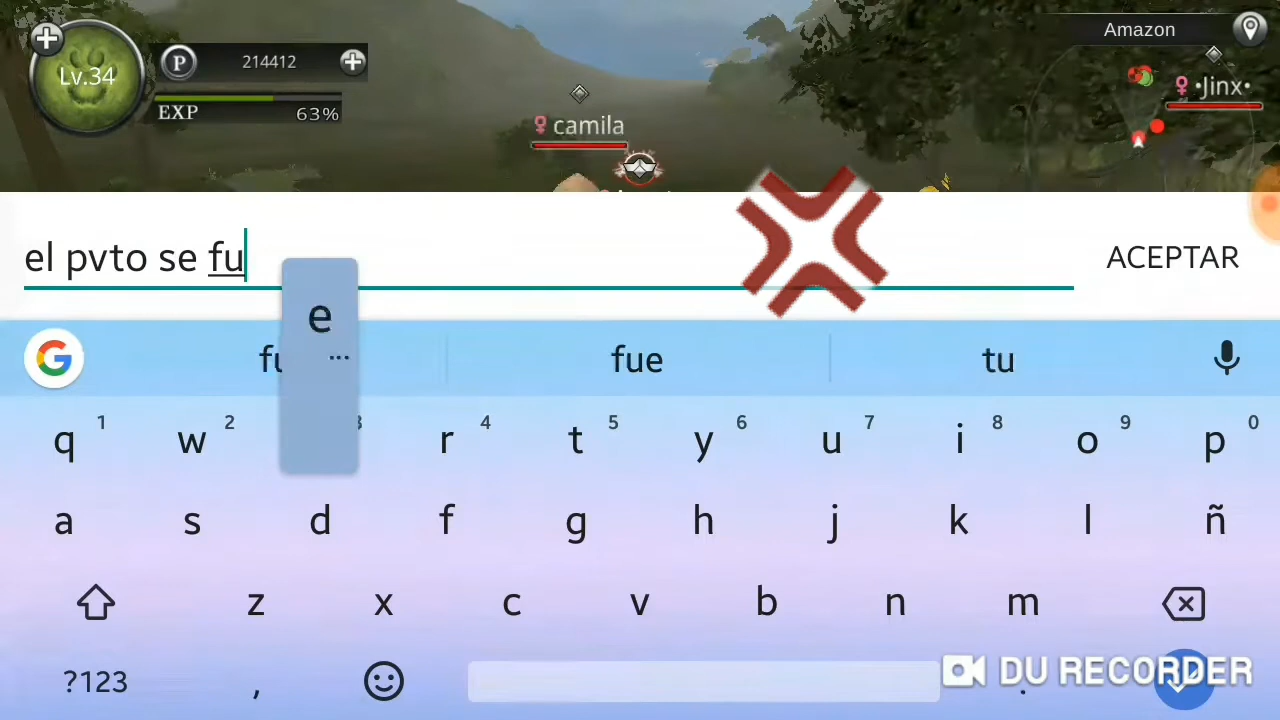 Lv.34
P 214412
EXP 63%
Amazon
camila
•Jinx•
el pvto se fu
ACEPTAR
e
...
fue
tu
q 1 w 2 r 4 t 5 y 6 u 7 i 8 o 9 p 0
a s d f g h j k l ñ
z x c v b n m
?123 , .
DU RECORDER